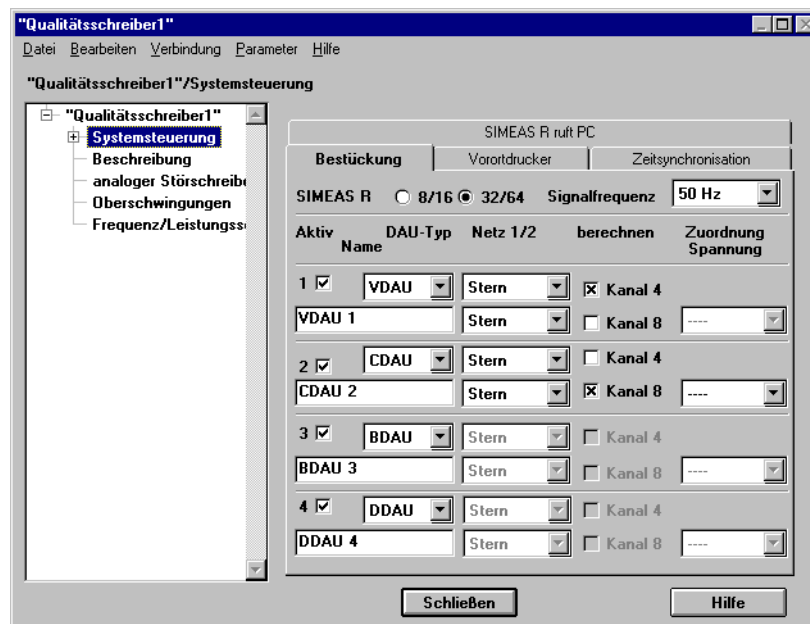 "Qualitätsschreiber1"
Datei Bearbeiten Verbindung Parameter Hilfe
"Qualitätsschreiber1"/Systemsteuerung
"Qualitätsschreiber1"
Systemsteuerung
Beschreibung
analoger Störschreibe
Oberschwingungen
Frequenz/Leistungss
SIMEAS R ruft PC
Bestückung Vorortdrucker Zeitsynchronisation
SIMEAS R 8/16 32/64 Signalfrequenz 50 Hz
Aktiv DAU-Typ Netz 1/2 berechnen Zuordnung
Name Spannung
1 VDAU Stern Kanal 4
VDAU 1 Stern Kanal 8 ----
2 CDAU Stern Kanal 4
CDAU 2 Stern Kanal 8 ----
3 BDAU Stern Kanal 4
BDAU 3 Stern Kanal 8 ----
4 DDAU Stern Kanal 4
DDAU 4 Stern Kanal 8 ----
Schließen Hilfe